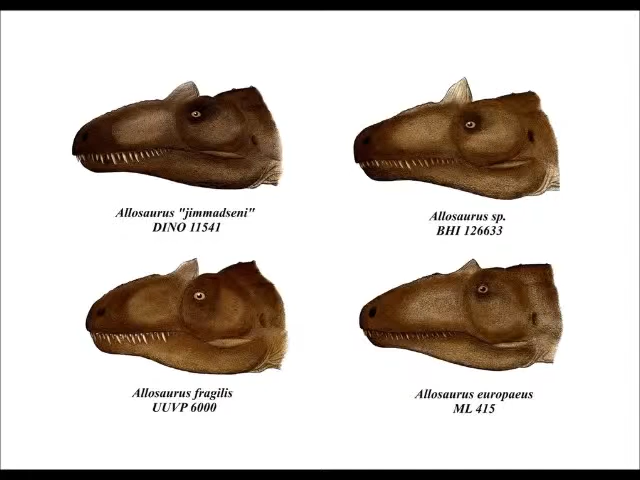 Allosaurus "jimmadseni"
DINO 11541
Allosaurus sp.
BHI 126633
Allosaurus fragilis
UUVP 6000
Allosaurus europaeus
ML 415